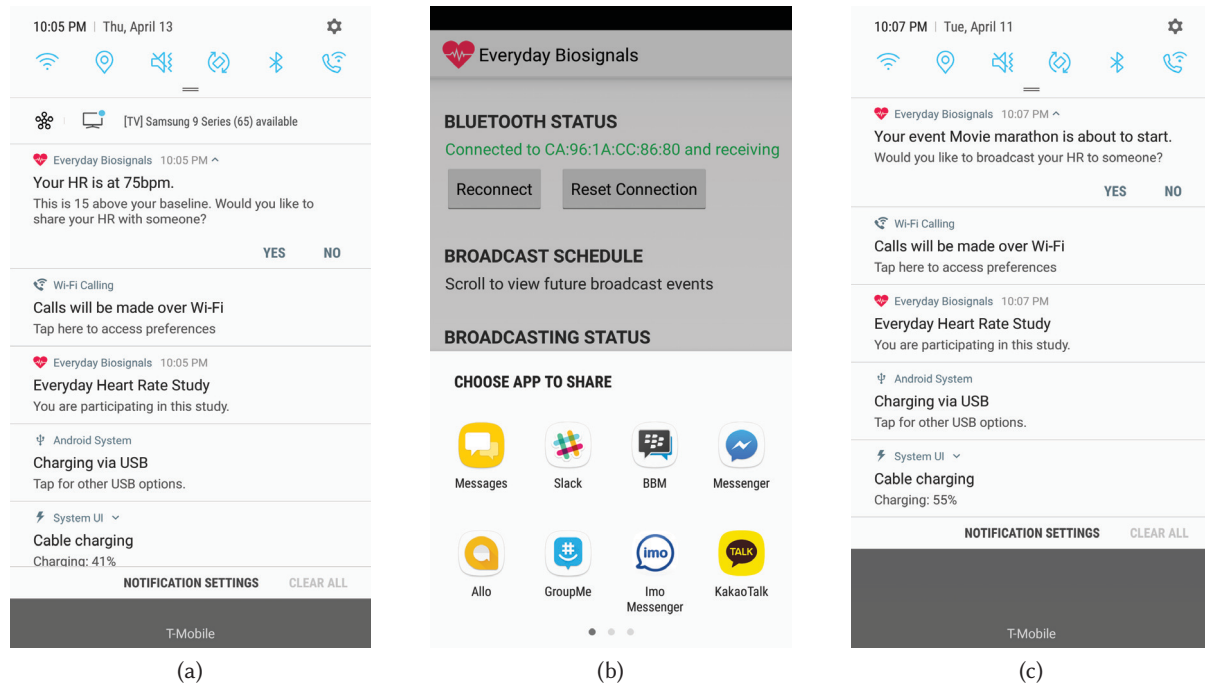 10:05 PM | Thu, April 13
[TV] Samsung 9 Series (65) available
Everyday Biosignals 10:05 PM
Your HR is at 75bpm.
This is 15 above your baseline. Would you like to
share your HR with someone?
YES NO
Wi-Fi Calling
Calls will be made over Wi-Fi
Tap here to access preferences
Everyday Biosignals 10:05 PM
Everyday Heart Rate Study
You are participating in this study.
Android System
Charging via USB
Tap for other USB options.
System UI
Cable charging
Charging: 41%
NOTIFICATION SETTINGS CLEAR ALL
T-Mobile
(a)
Everyday Biosignals
BLUETOOTH STATUS
Connected to CA:96:1A:CC:86:80 and receiving
Reconnect Reset Connection
BROADCAST SCHEDULE
Scroll to view future broadcast events
BROADCASTING STATUS
CHOOSE APP TO SHARE
Messages Slack BBM Messenger
imo TALK
Allo GroupMe Imo Messenger KakaoTalk
(b)
10:07 PM | Tue, April 11
Everyday Biosignals 10:07 PM
Your event Movie marathon is about to start.
Would you like to broadcast your HR to someone?
YES NO
Wi-Fi Calling
Calls will be made over Wi-Fi
Tap here to access preferences
Everyday Biosignals 10:07 PM
Everyday Heart Rate Study
You are participating in this study.
Android System
Charging via USB
Tap for other USB options.
System UI
Cable charging
Charging: 55%
NOTIFICATION SETTINGS CLEAR ALL
T-Mobile
(c)